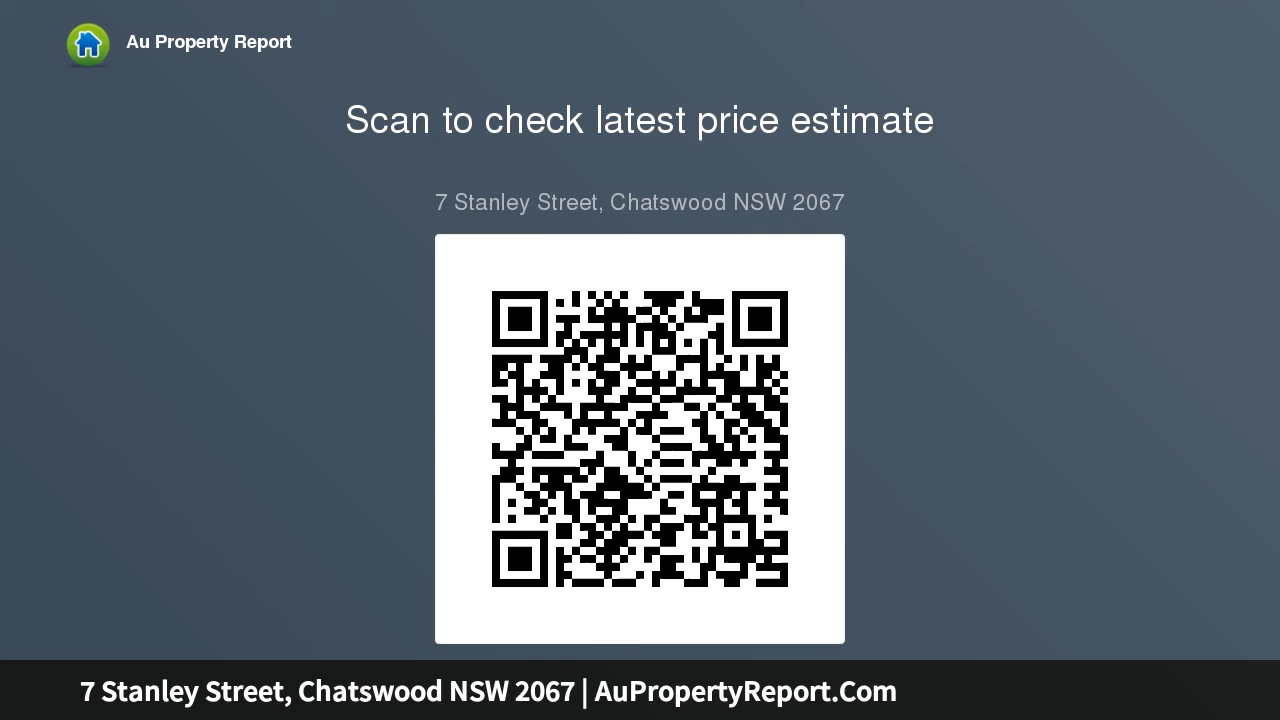 Au Property Report
Scan to check latest price estimate
7 Stanley Street, Chatswood NSW 2067
7 Stanley Street, Chatswood NSW 2067 | AuPropertyReport.Com